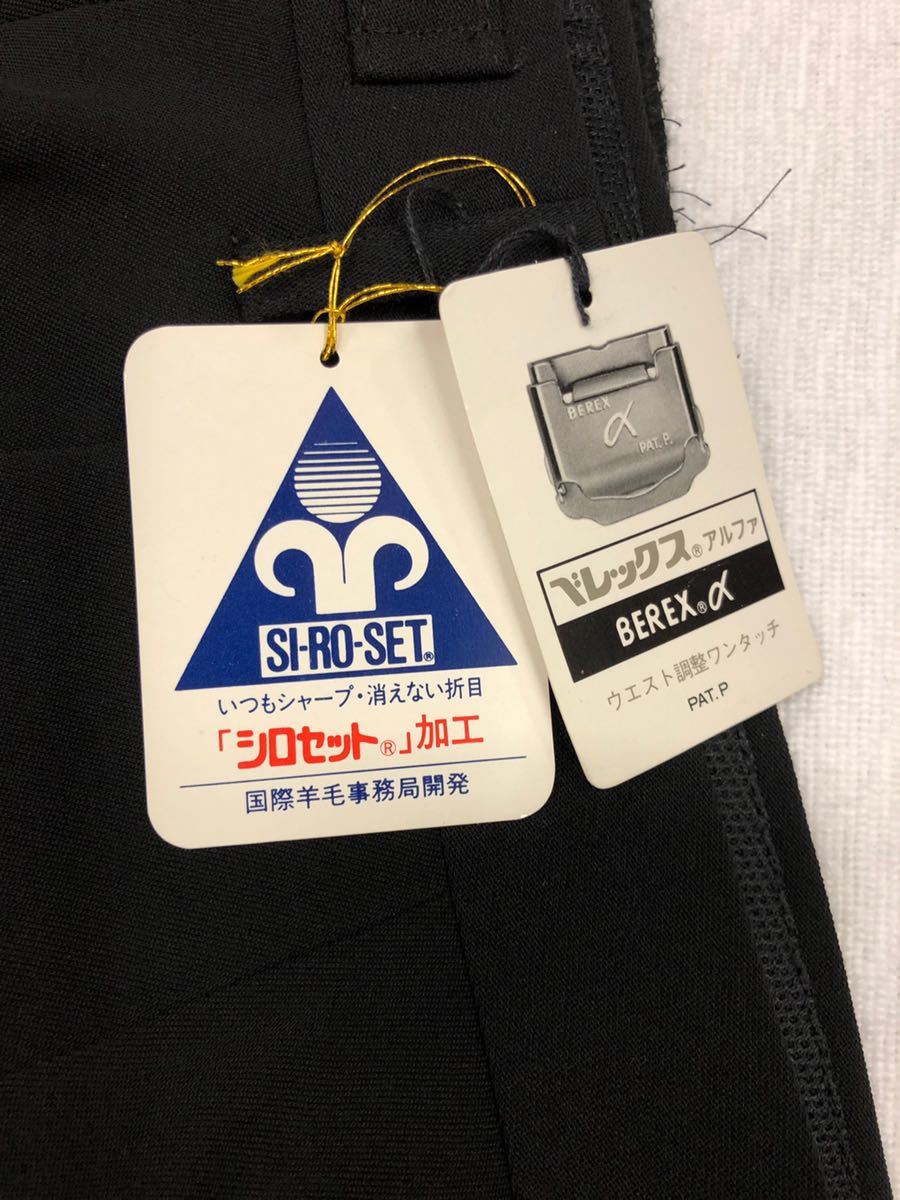 SI-RO-SET®
いつもシャープ・消えない折目
「シロセット®」加工
国際羊毛事務局開発
BEREX
α
PAT. P.
ベレックス®アルファ
BEREX®α
ウエスト調整ワンタッチ
PAT.P